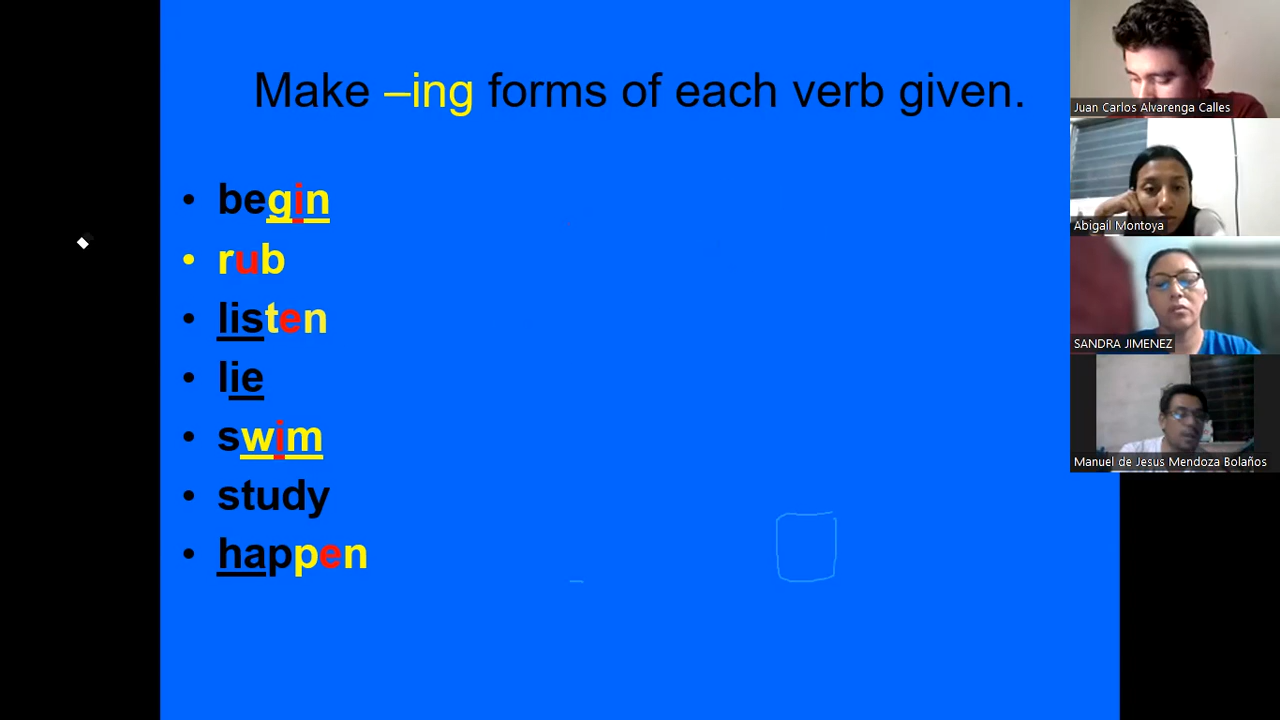 Make –ing forms of each verb given.
• begin
• rub
• listen
• lie
• swim
• study
• happen
Juan Carlos Alvarenga Calles
Abigail Montoya
SANDRA JIMENEZ
Manuel de Jesus Mendoza Bolaños